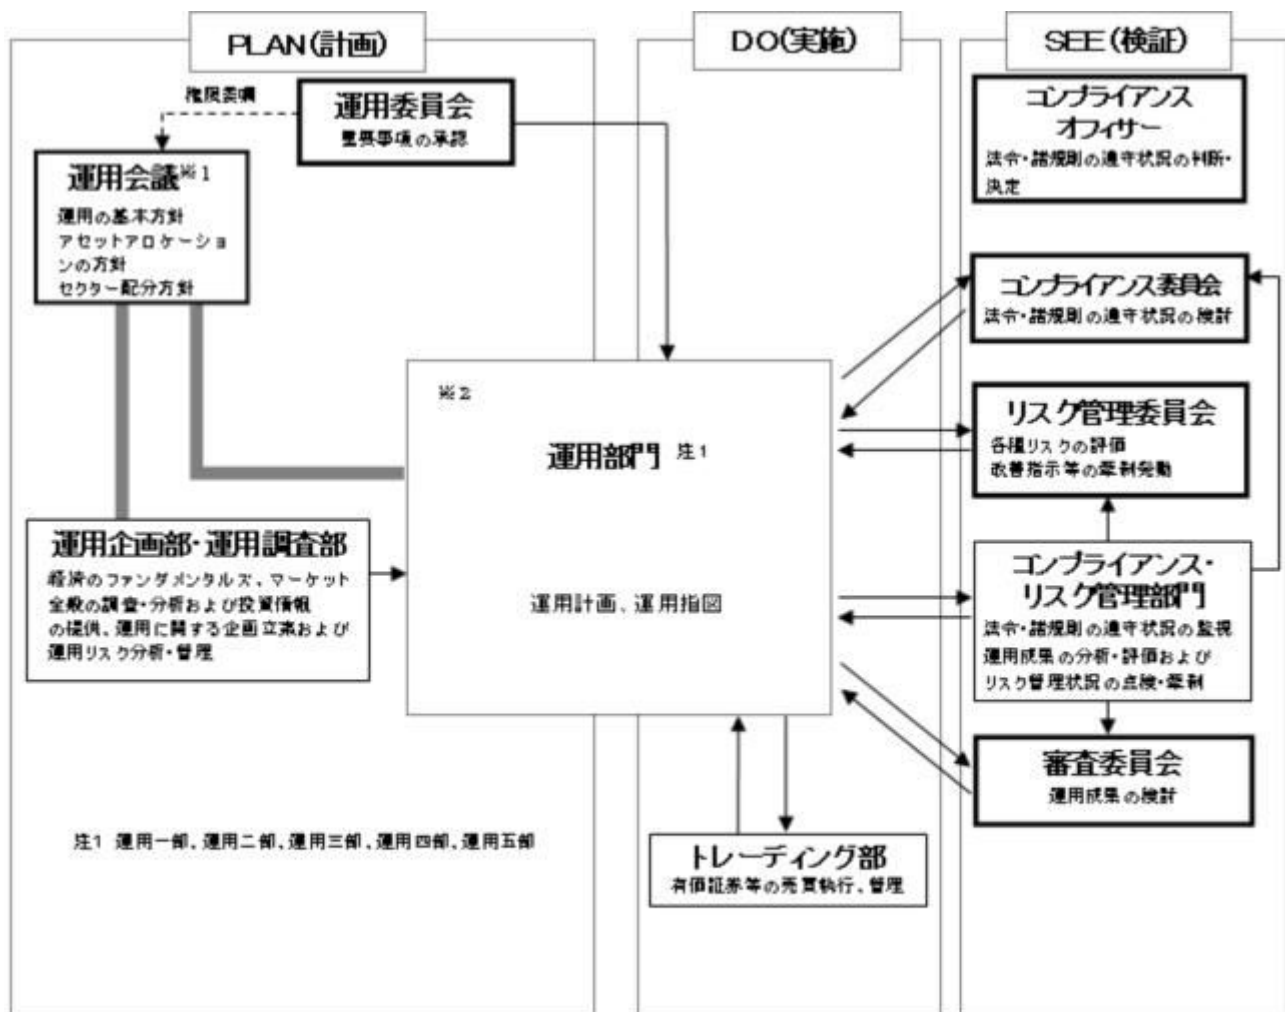 PLAN(計画)
権限委嘱
運用委員会
重要事項の承認
運用会議※1
運用の基本方針
アセットアロケーショ
ンの方針
セクター配分方針
※2
運用部門 注1
運用計画、運用指図
運用企画部・運用調査部
経済のファンダメンタルズ、マーケット
全般の調査・分析および投資情報
の提供、運用に関する企画立案および
運用リスク分析・管理
注1 運用一部、運用二部、運用三部、運用四部、運用五部
DO(実施)
トレーディング部
有価証券等の売買執行、管理
SEE(検証)
コンプライアンス
オフィサー
法令・諸規則の遵守状況の判断・
決定
コンプライアンス委員会
法令・諸規則の遵守状況の検討
リスク管理委員会
各種リスクの評価
改善指示等の牽制発動
コンプライアンス・
リスク管理部門
法令・諸規則の遵守状況の監視
運用成果の分析・評価および
リスク管理状況の点検・牽制
審査委員会
運用成果の検討